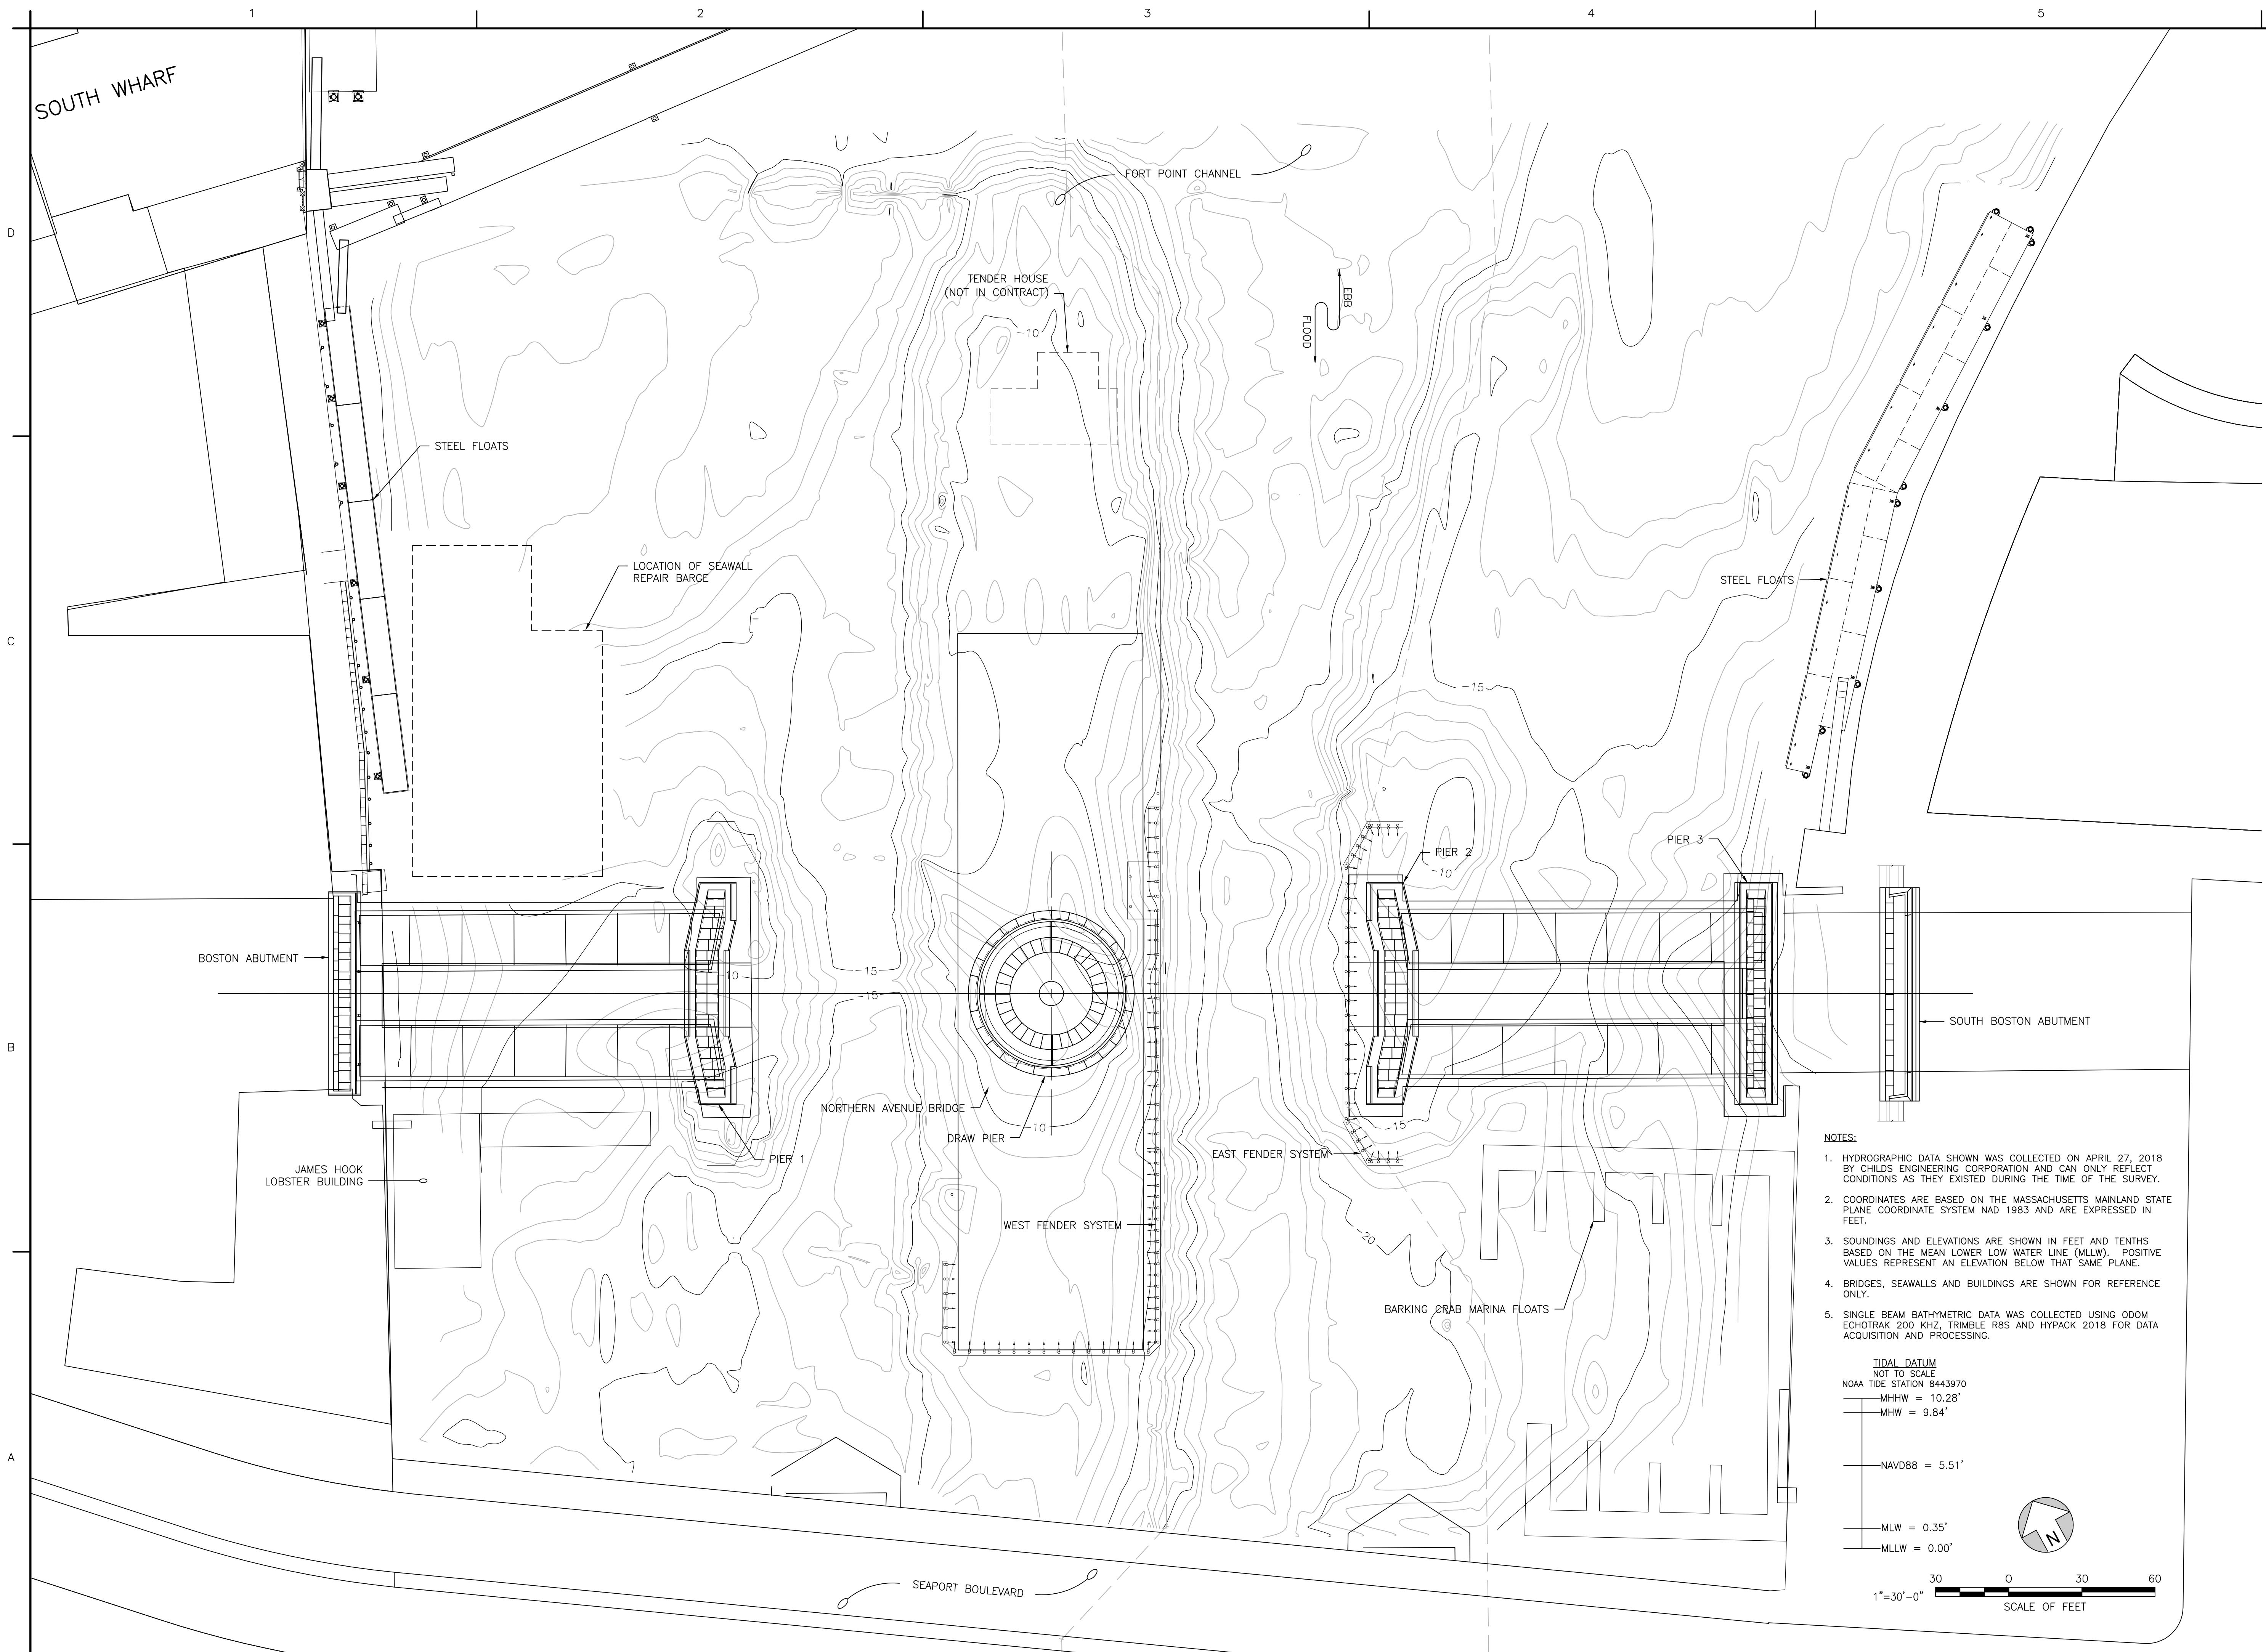 1
2
3
4
5
D
C
B
A
SOUTH WHARF
FORT POINT CHANNEL
TENDER HOUSE
(NOT IN CONTRACT)
-10
EBB
FLOOD
STEEL FLOATS
LOCATION OF SEAWALL
REPAIR BARGE
STEEL FLOATS
-15
PIER 3
PIER 2
-10
BOSTON ABUTMENT
-10
-15
-15
SOUTH BOSTON ABUTMENT
NORTHERN AVENUE BRIDGE
-10
DRAW PIER
-15
PIER 1
EAST FENDER SYSTEM
JAMES HOOK
LOBSTER BUILDING
WEST FENDER SYSTEM
-20
BARKING CRAB MARINA FLOATS
NOTES:
1. HYDROGRAPHIC DATA SHOWN WAS COLLECTED ON APRIL 27, 2018
BY CHILDS ENGINEERING CORPORATION AND CAN ONLY REFLECT
CONDITIONS AS THEY EXISTED DURING THE TIME OF THE SURVEY.
2. COORDINATES ARE BASED ON THE MASSACHUSETTS MAINLAND STATE
PLANE COORDINATE SYSTEM NAD 1983 AND ARE EXPRESSED IN
FEET.
3. SOUNDINGS AND ELEVATIONS ARE SHOWN IN FEET AND TENTHS
BASED ON THE MEAN LOWER LOW WATER LINE (MLLW). POSITIVE
VALUES REPRESENT AN ELEVATION BELOW THAT SAME PLANE.
4. BRIDGES, SEAWALLS AND BUILDINGS ARE SHOWN FOR REFERENCE
ONLY.
5. SINGLE BEAM BATHYMETRIC DATA WAS COLLECTED USING ODOM
ECHOTRAK 200 KHZ, TRIMBLE R8S AND HYPACK 2018 FOR DATA
ACQUISITION AND PROCESSING.
TIDAL DATUM
NOT TO SCALE
NOAA TIDE STATION 8443970
MHHW = 10.28'
MHW = 9.84'
NAVD88 = 5.51'
MLW = 0.35'
MLLW = 0.00'
N
SEAPORT BOULEVARD
30 0 30 60
1"=30'-0"
SCALE OF FEET